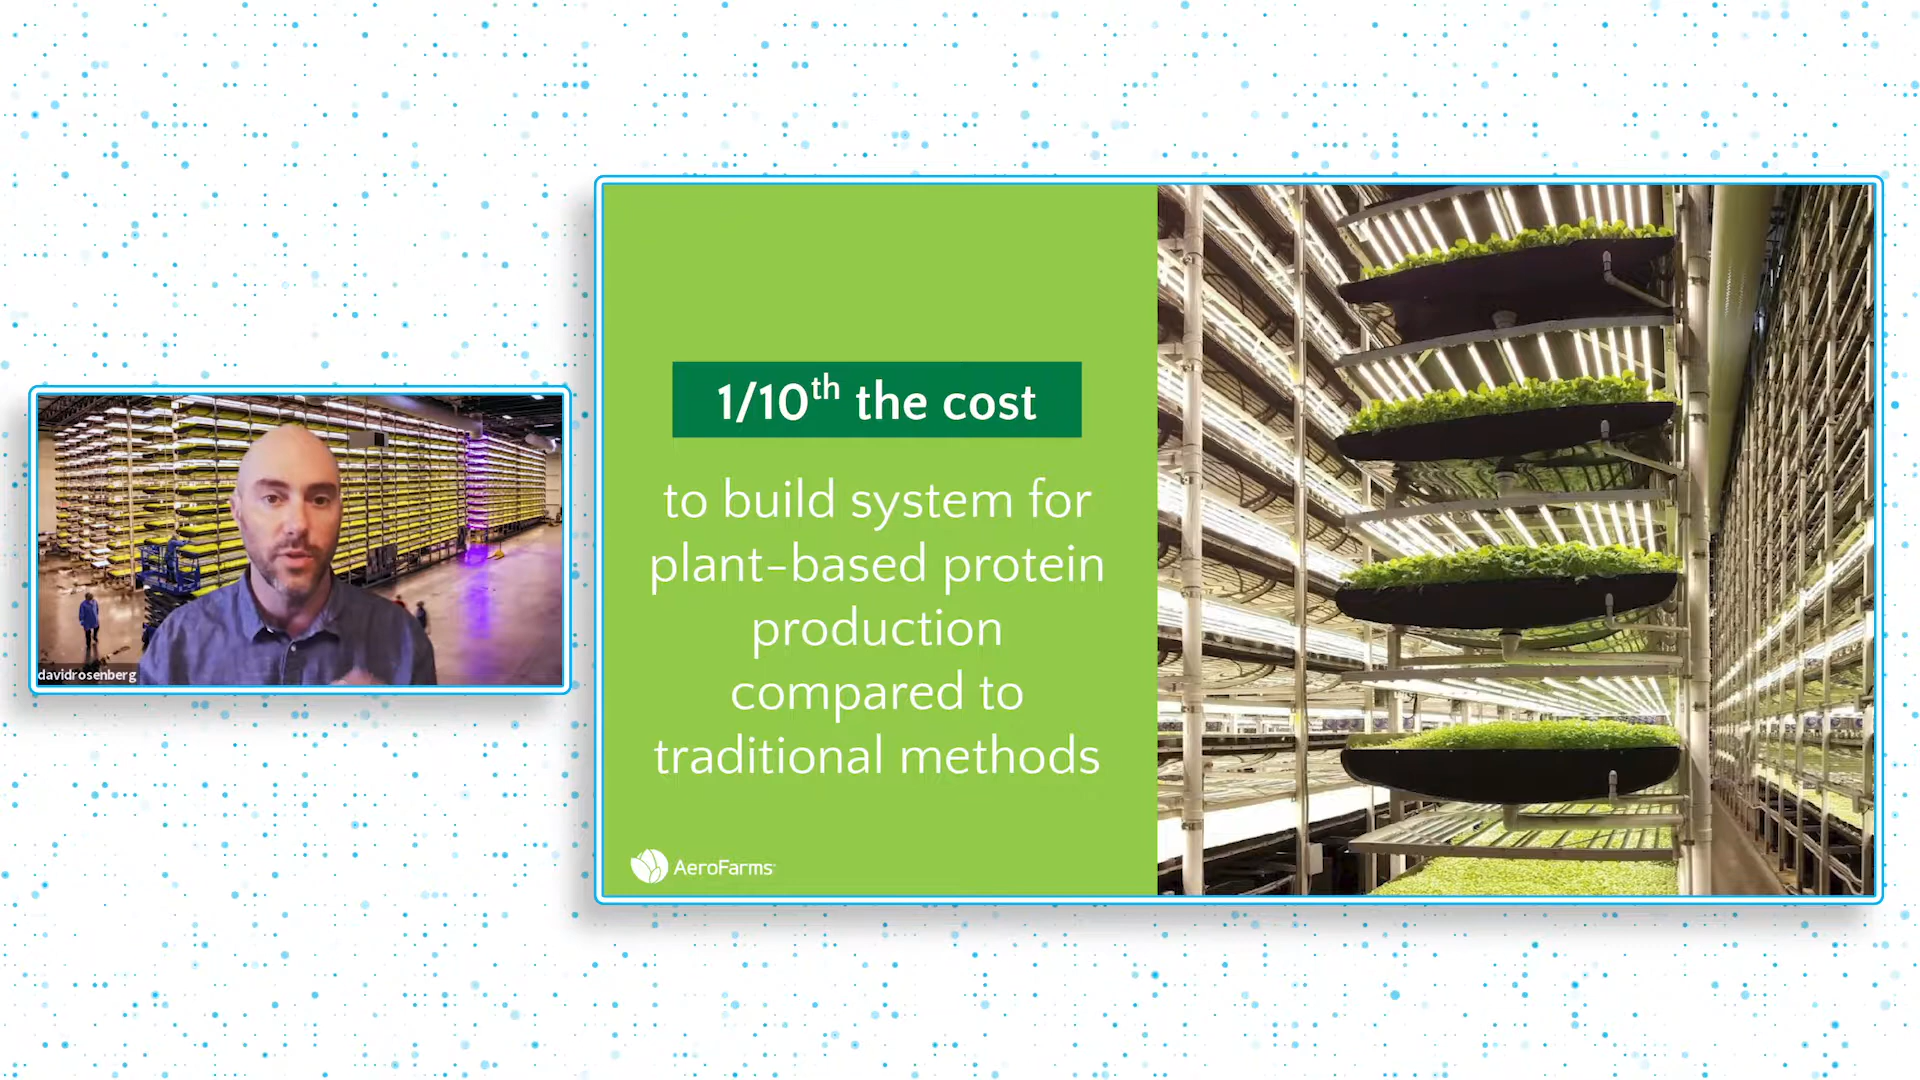 davidrosenberg
1/10th the cost
to build system for
plant-based protein
production
compared to
traditional methods
AeroFarms